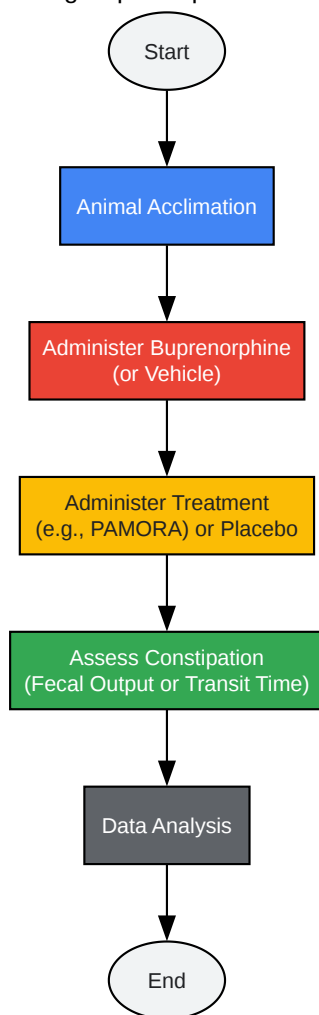 Start
Animal Acclimation
Administer Buprenorphine
(or Vehicle)
Administer Treatment
(e.g., PAMORA) or Placebo
Assess Constipation
(Fecal Output or Transit Time)
Data Analysis
End